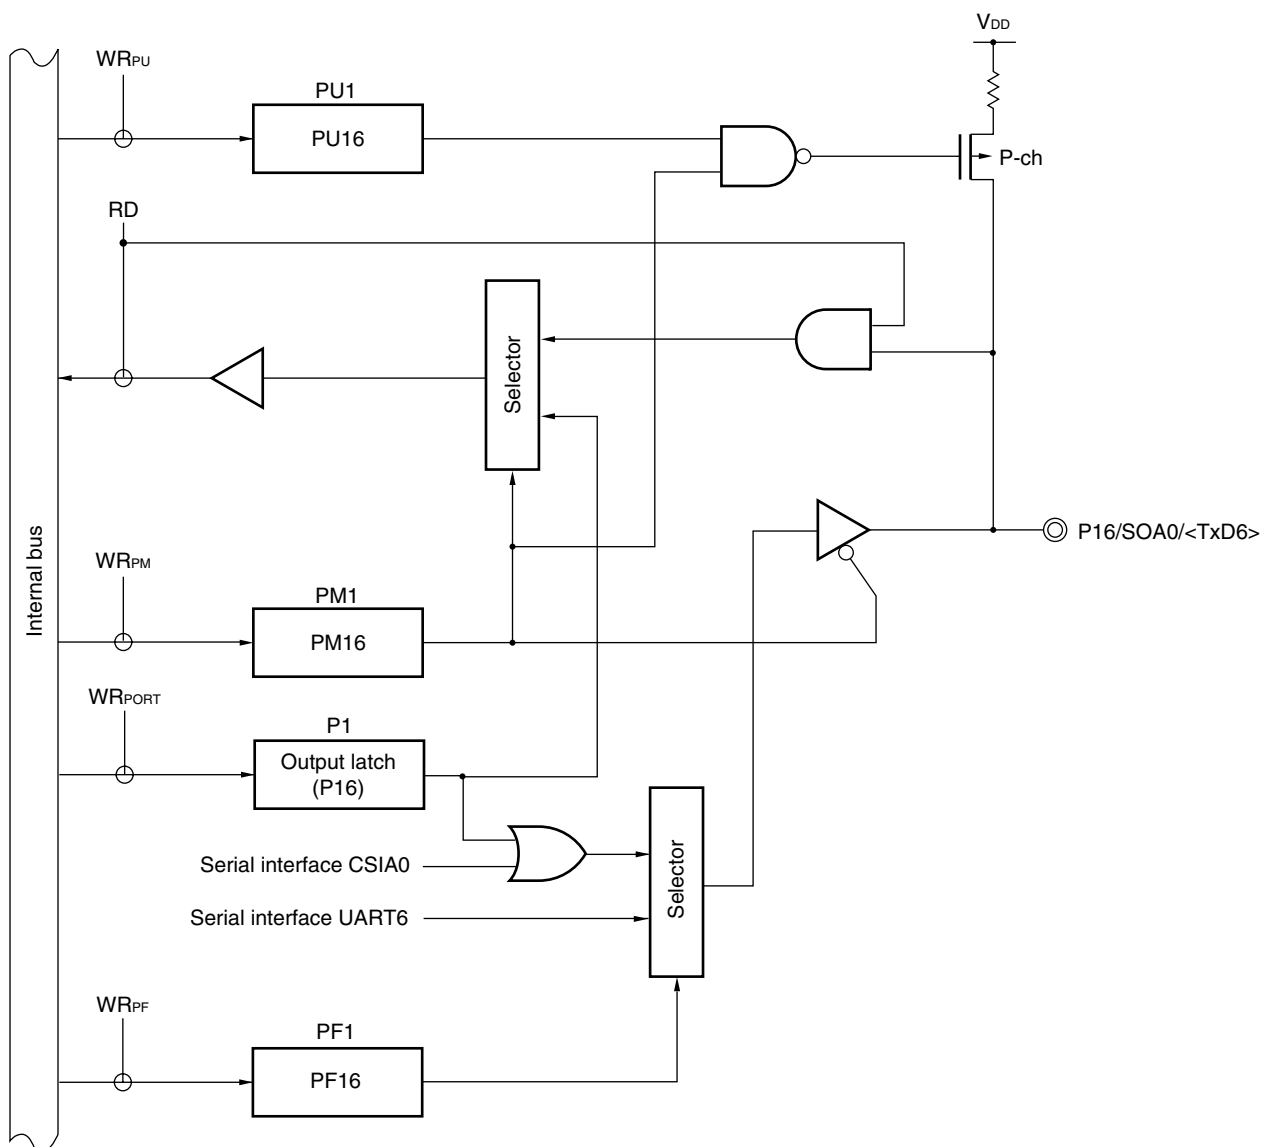 VDD
WRPU
PU1
PU16
P-ch
RD
Selector
Internal bus
P16/SOA0/<TxD6>
WRPM
PM1
PM16
WRPORT
P1
Output latch
(P16)
Serial interface CSIA0
Selector
Serial interface UART6
WRPF
PF1
PF16